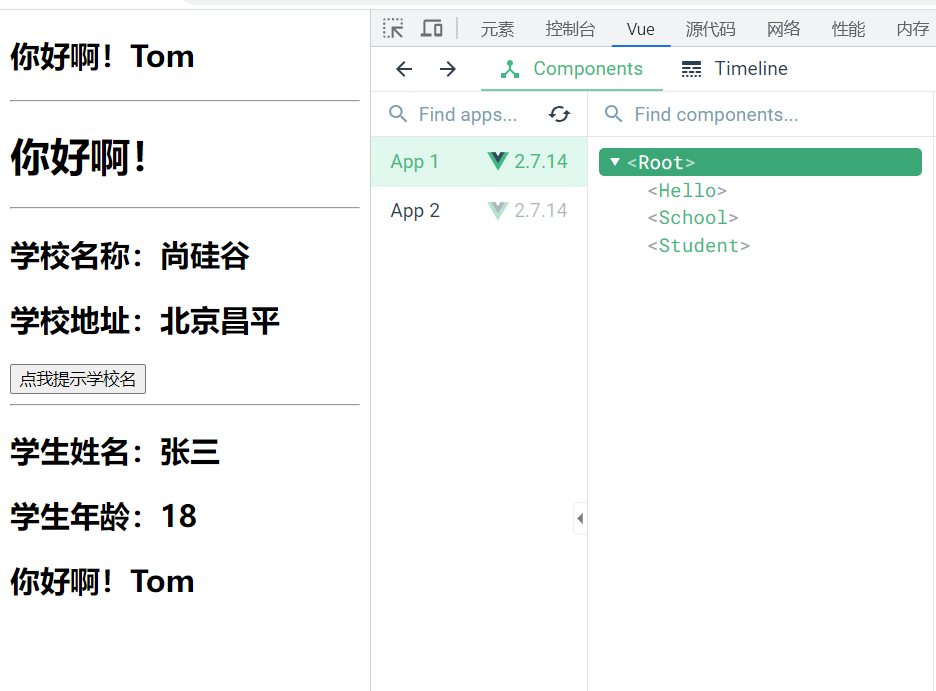 你好啊！Tom
你好啊！
学校名称：尚硅谷
学校地址：北京昌平
点我提示学校名
学生姓名：张三
学生年龄：18
你好啊！Tom
元素 控制台 Vue 源代码 网络 性能 内存
Components Timeline
Find apps... Find components...
App 1 2.7.14
App 2 2.7.14
<Root>
<Hello>
<School>
<Student>